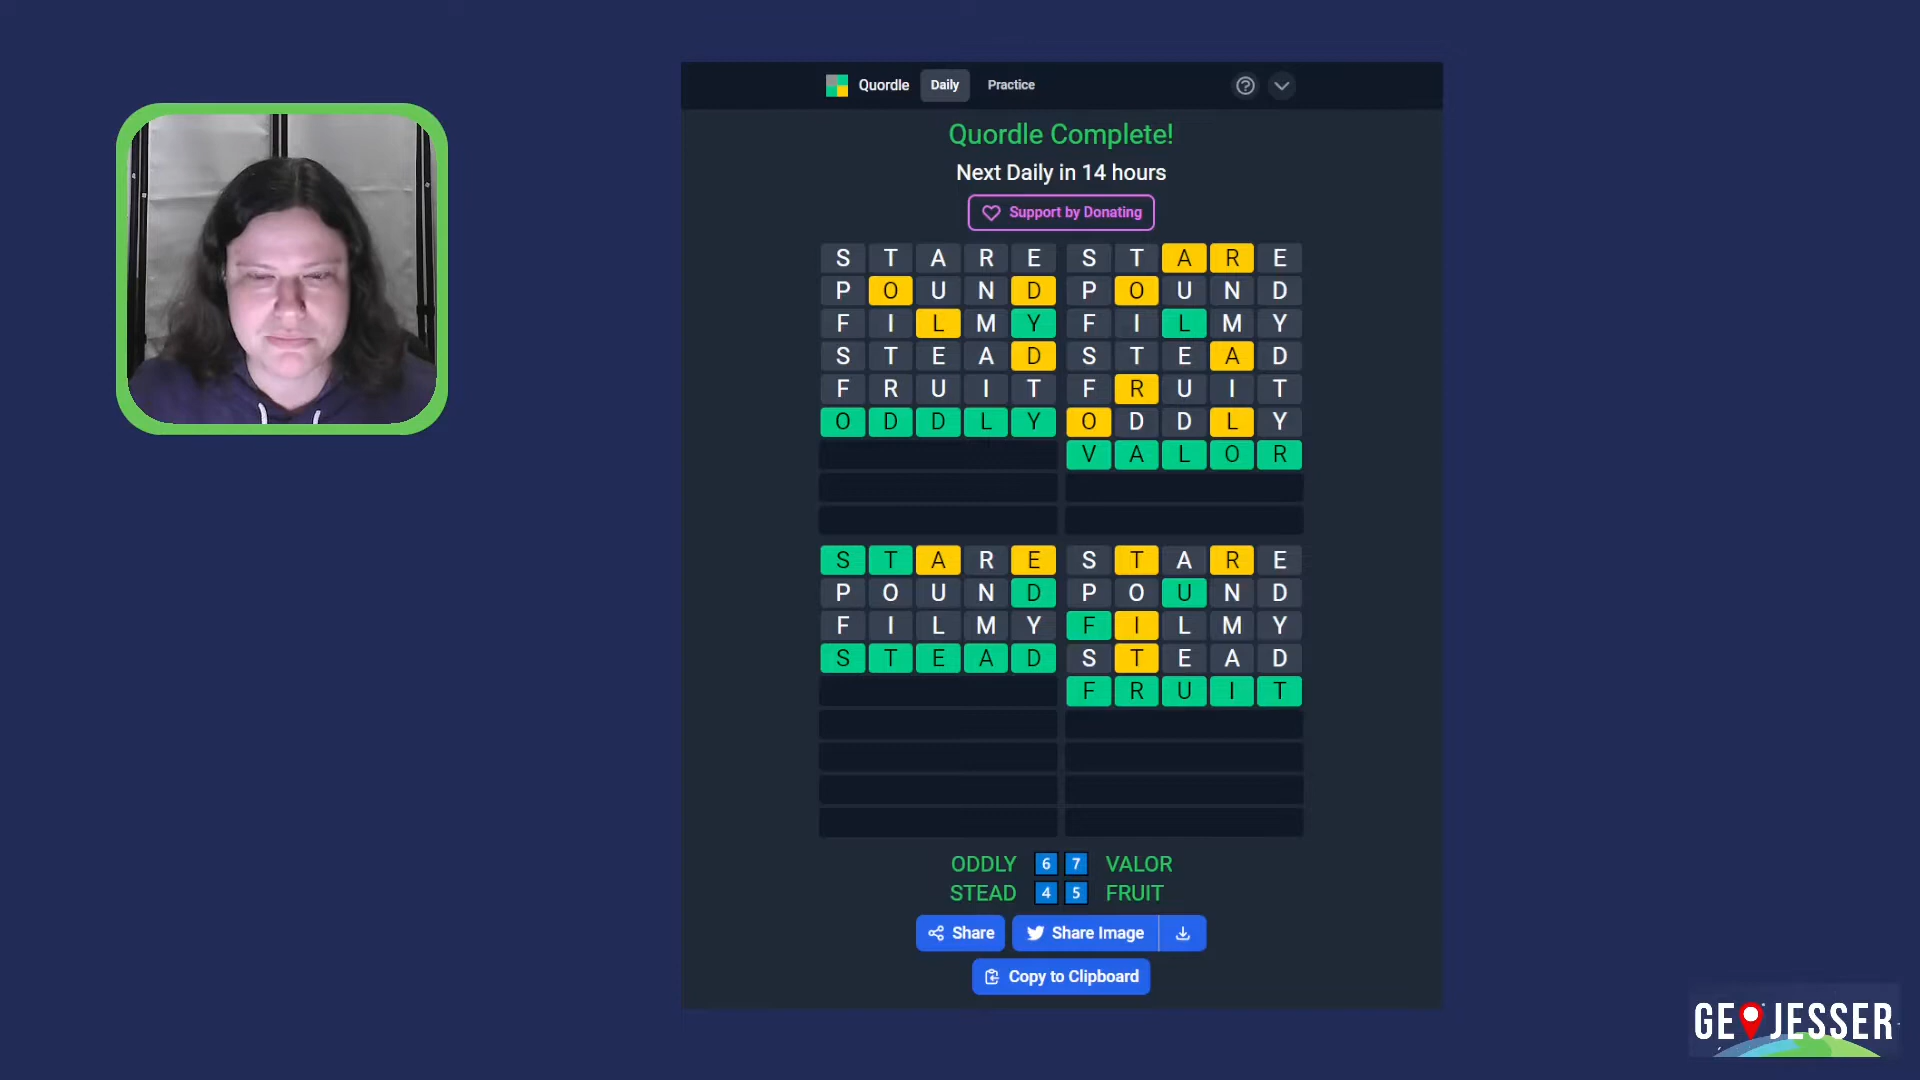 Quordle Daily Practice
Quordle Complete!
Next Daily in 14 hours
Support by Donating
S T A R E S T A R E
P O U N D P O U N D
F I L M Y F I L M Y
S T E A D S T E A D
F R U I T F R U I T
O D D L Y O D D L Y
V A L O R
S T A R E S T A R E
P O U N D P O U N D
F I L M Y F I L M Y
S T E A D S T E A D
F R U I T
ODDLY 6 7 VALOR
STEAD 4 5 FRUIT
Share Share Image
Copy to Clipboard
GEOJESSER